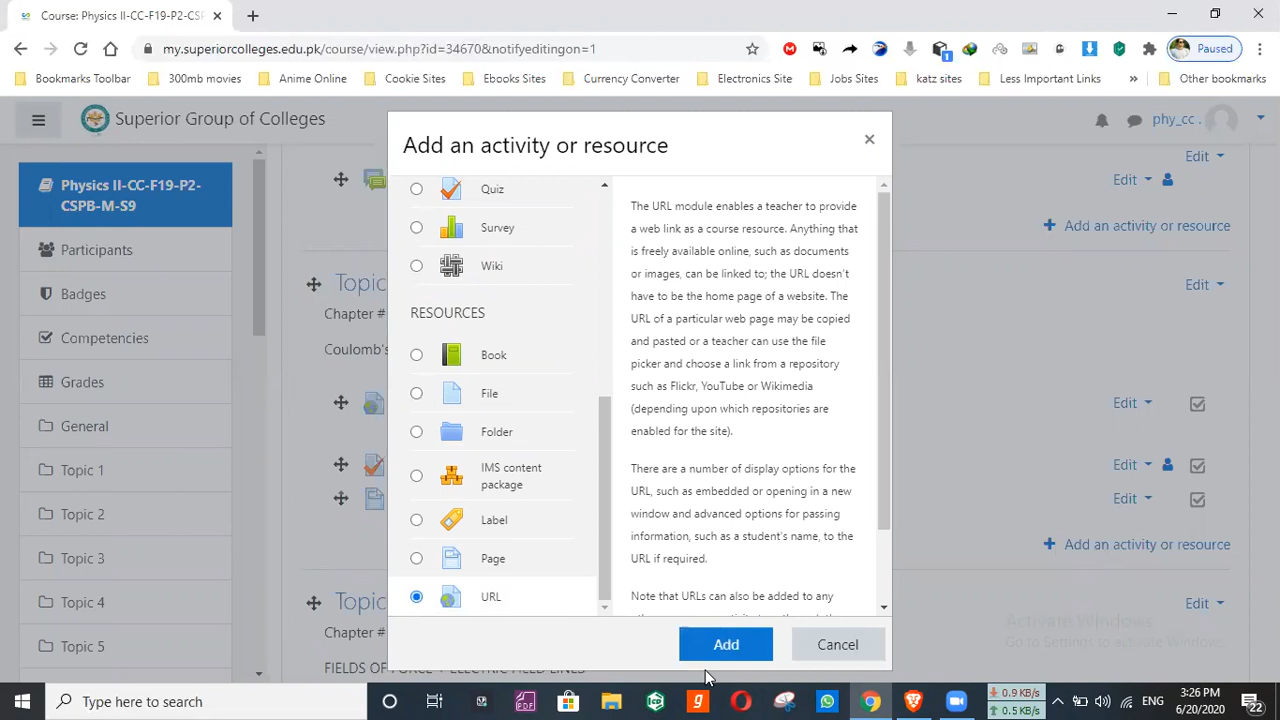 Course: Physics II-CC-F19-P2-CS
my.superiorcolleges.edu.pk/course/view.php?id=34670&notifyeditingon=1
Paused
Bookmarks Toolbar
300mb movies
Anime Online
Cookie Sites
Ebooks Sites
Currency Converter
Electronics Site
Jobs Sites
katz sites
Less Important Links
»
Other bookmarks
Superior Group of Colleges
phy_cc .
Physics II-CC-F19-P2-
CSPB-M-S9
Participants
Badges
Competencies
Grades
General
Topic 1
Topic 2
Topic 3
Topic 4
Topic 5
Edit
Edit
+ Add an activity or resource
Topic
Edit
Chapter #
Coulomb's
Edit
Edit
Edit
+ Add an activity or resource
Topic
Edit
Chapter #
FIELDS OF FORCE + ELECTRIC FIELD LINES
Add an activity or resource
×
Quiz
Survey
Wiki
RESOURCES
Book
File
Folder
IMS content
package
Label
Page
URL
The URL module enables a teacher to provide
a web link as a course resource. Anything that
is freely available online, such as documents
or images, can be linked to; the URL doesn't
have to be the home page of a website. The
URL of a particular web page may be copied
and pasted or a teacher can use the file
picker and choose a link from a repository
such as Flickr, YouTube or Wikimedia
(depending upon which repositories are
enabled for the site).
There are a number of display options for the
URL, such as embedded or opening in a new
window and advanced options for passing
information, such as a student's name, to the
URL if required.
Note that URLs can also be added to any
Add
Cancel
Activate Windows
Go to Settings to activate Windows.
Type here to search
0.9 KB/s
0.5 KB/s
ENG
3:26 PM
6/20/2020
22